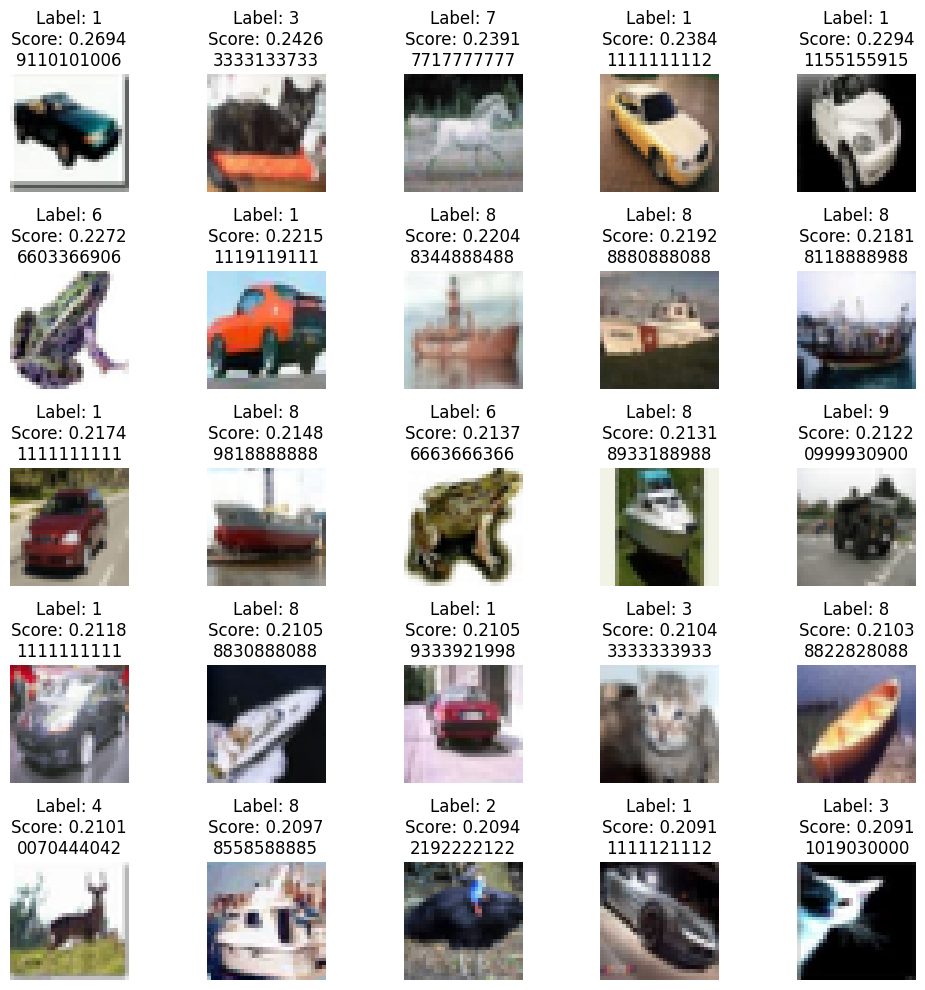 Label: 1
Score: 0.2694
9110101006
Label: 3
Score: 0.2426
3333133733
Label: 7
Score: 0.2391
7717777777
Label: 1
Score: 0.2384
1111111112
Label: 1
Score: 0.2294
1155155915
Label: 6
Score: 0.2272
6603366906
Label: 1
Score: 0.2215
1119119111
Label: 8
Score: 0.2204
8344888488
Label: 8
Score: 0.2192
8880888088
Label: 8
Score: 0.2181
8118888988
Label: 1
Score: 0.2174
1111111111
Label: 8
Score: 0.2148
9818888888
Label: 6
Score: 0.2137
6663666366
Label: 8
Score: 0.2131
8933188988
Label: 9
Score: 0.2122
0999930900
Label: 1
Score: 0.2118
1111111111
Label: 8
Score: 0.2105
8830888088
Label: 1
Score: 0.2105
9333921998
Label: 3
Score: 0.2104
3333333933
Label: 8
Score: 0.2103
8822828088
Label: 4
Score: 0.2101
0070444042
Label: 8
Score: 0.2097
8558588885
Label: 2
Score: 0.2094
2192222122
Label: 1
Score: 0.2091
1111121112
Label: 3
Score: 0.2091
1019030000